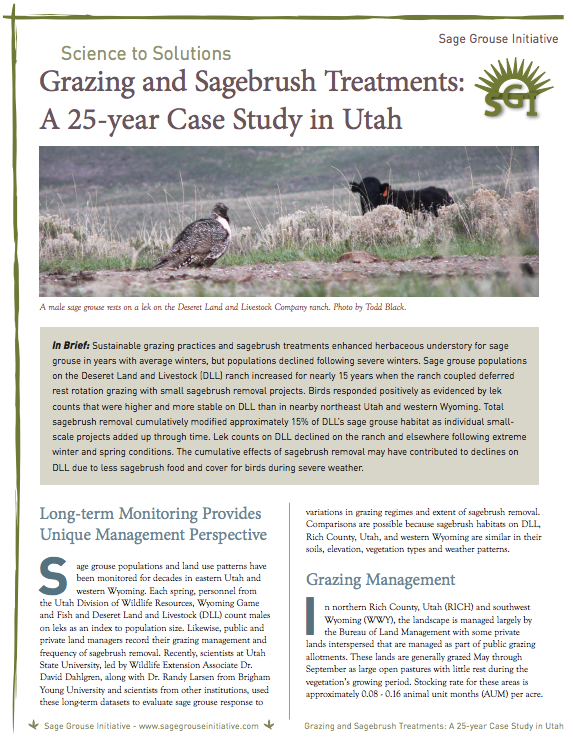 Sage Grouse Initiative
Science to Solutions
Grazing and Sagebrush Treatments:
A 25-year Case Study in Utah
SGI
A male sage grouse rests on a lek on the Deseret Land and Livestock Company ranch. Photo by Todd Black.
In Brief: Sustainable grazing practices and sagebrush treatments enhanced herbaceous understory for sage
grouse in years with average winters, but populations declined following severe winters. Sage grouse populations
on the Deseret Land and Livestock (DLL) ranch increased for nearly 15 years when the ranch coupled deferred
rest rotation grazing with small sagebrush removal projects. Birds responded positively as evidenced by lek
counts that were higher and more stable on DLL than in nearby northeast Utah and western Wyoming. Total
sagebrush removal cumulatively modified approximately 15% of DLL's sage grouse habitat as individual small-
scale projects added up through time. Lek counts on DLL declined on the ranch and elsewhere following extreme
winter and spring conditions. The cumulative effects of sagebrush removal may have contributed to declines on
DLL due to less sagebrush food and cover for birds during severe weather.
Long-term Monitoring Provides
Unique Management Perspective
Sage grouse populations and land use patterns have
been monitored for decades in eastern Utah and
western Wyoming. Each spring, personnel from
the Utah Division of Wildlife Resources, Wyoming Game
and Fish and Deseret Land and Livestock (DLL) count males
on leks as an index to population size. Likewise, public and
private land managers record their grazing management and
frequency of sagebrush removal. Recently, scientists at Utah
State University, led by Wildlife Extension Associate Dr.
David Dahlgren, along with Dr. Randy Larsen from Brigham
Young University and scientists from other institutions, used
these long-term datasets to evaluate sage grouse response to
variations in grazing regimes and extent of sagebrush removal.
Comparisons are possible because sagebrush habitats on DLL,
Rich County, Utah, and western Wyoming are similar in their
soils, elevation, vegetation types and weather patterns.
Grazing Management
In northern Rich County, Utah (RICH) and southwest
Wyoming (WWY), the landscape is managed largely by
the Bureau of Land Management with some private
lands interspersed that are managed as part of public grazing
allotments. These lands are generally grazed May through
September as large open pastures with little rest during the
vegetation's growing period. Stocking rate for these areas is
approximately 0.08 - 0.16 animal unit months (AUM) per acre.
Sage Grouse Initiative - www.sagegrouseinitiative.com
Grazing and Sagebrush Treatments: A 25-year Case Study in Utah